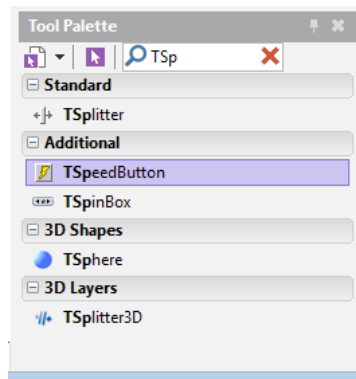 Tool Palette
TSp
Standard
TSplitter
Additional
TSpeedButton
TSpinBox
3D Shapes
TSphere
3D Layers
TSplitter3D